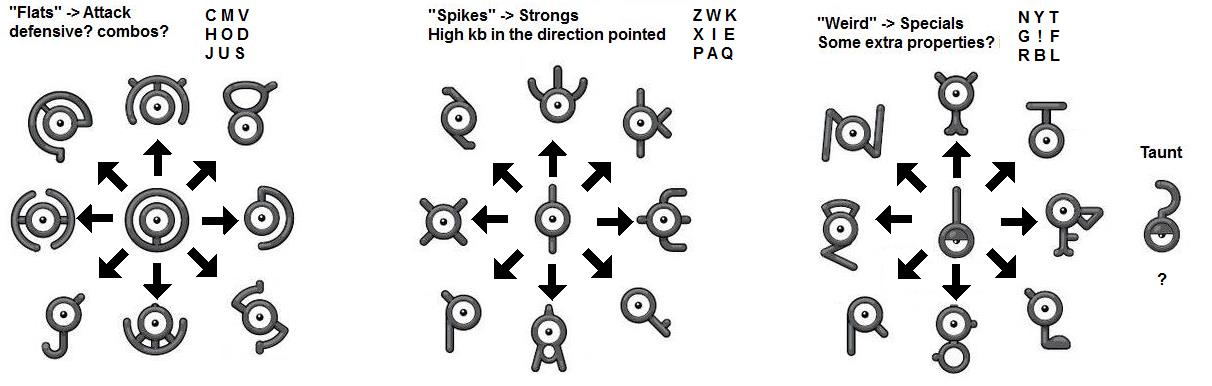 "Flats" -> Attack
defensive? combos?
C M V
H O D
J U S
"Spikes" -> Strongs
High kb in the direction pointed
Z W K
X I E
P A Q
"Weird" -> Specials
Some extra properties?
N Y T
G ! F
R B L
Taunt
?